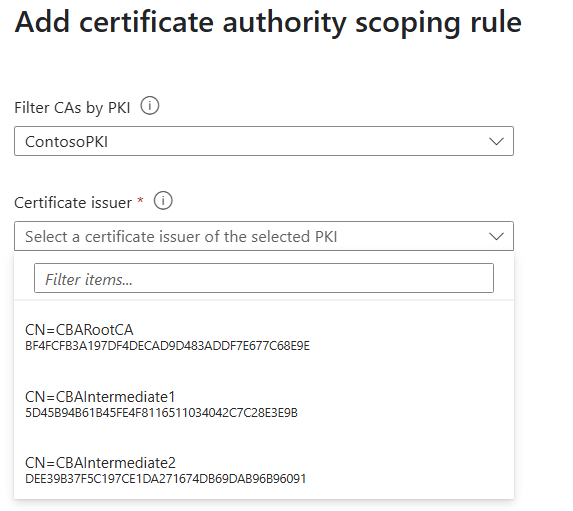 Add certificate authority scoping rule
Filter CAs by PKI
ContosoPKI
Certificate issuer *
Select a certificate issuer of the selected PKI
Filter items...
CN=CBARootCA
BF4FCFB3A197DF4DECAD9D483ADDF7E677C68E9E
CN=CBAIntermediate1
5D45B94B61B45FE4F8116511034042C7C28E3E9B
CN=CBAIntermediate2
DEE39B37F5C197CE1DA271674DB69DAB96B96091